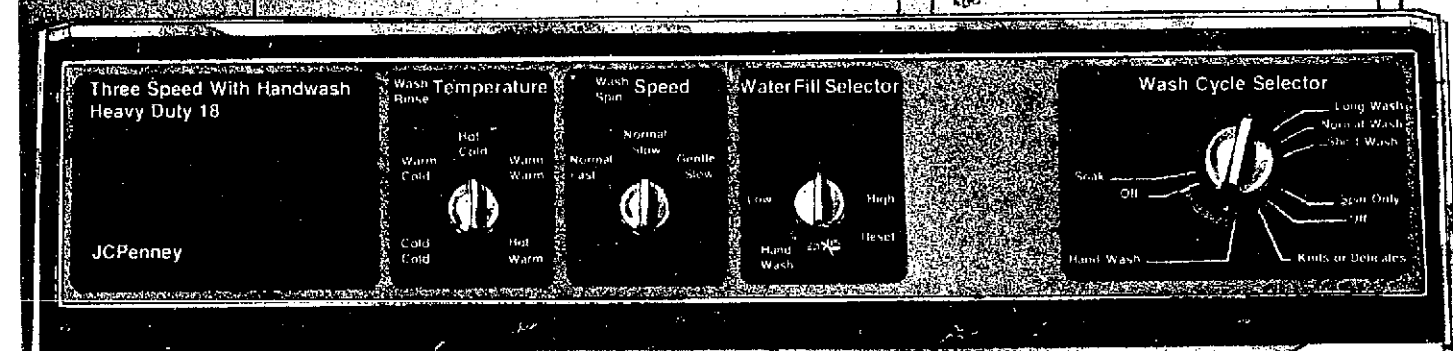 Three Speed With Handwash
Heavy Duty 18
JCPenney
Wash
Rinse
Temperature
Hot
Cold
Warm
Cold
Warm
Warm
Cold
Cold
Hot
Warm
Wash
Spin
Speed
Normal
Slow
Normal
Fast
Gentle
Slow
Water Fill Selector
Low
High
Hand
Wash
Reset
Wash Cycle Selector
Long Wash
Normal Wash
Short Wash
Soak
Off
Spin Only
Off
Hand Wash
Knits or Delicates